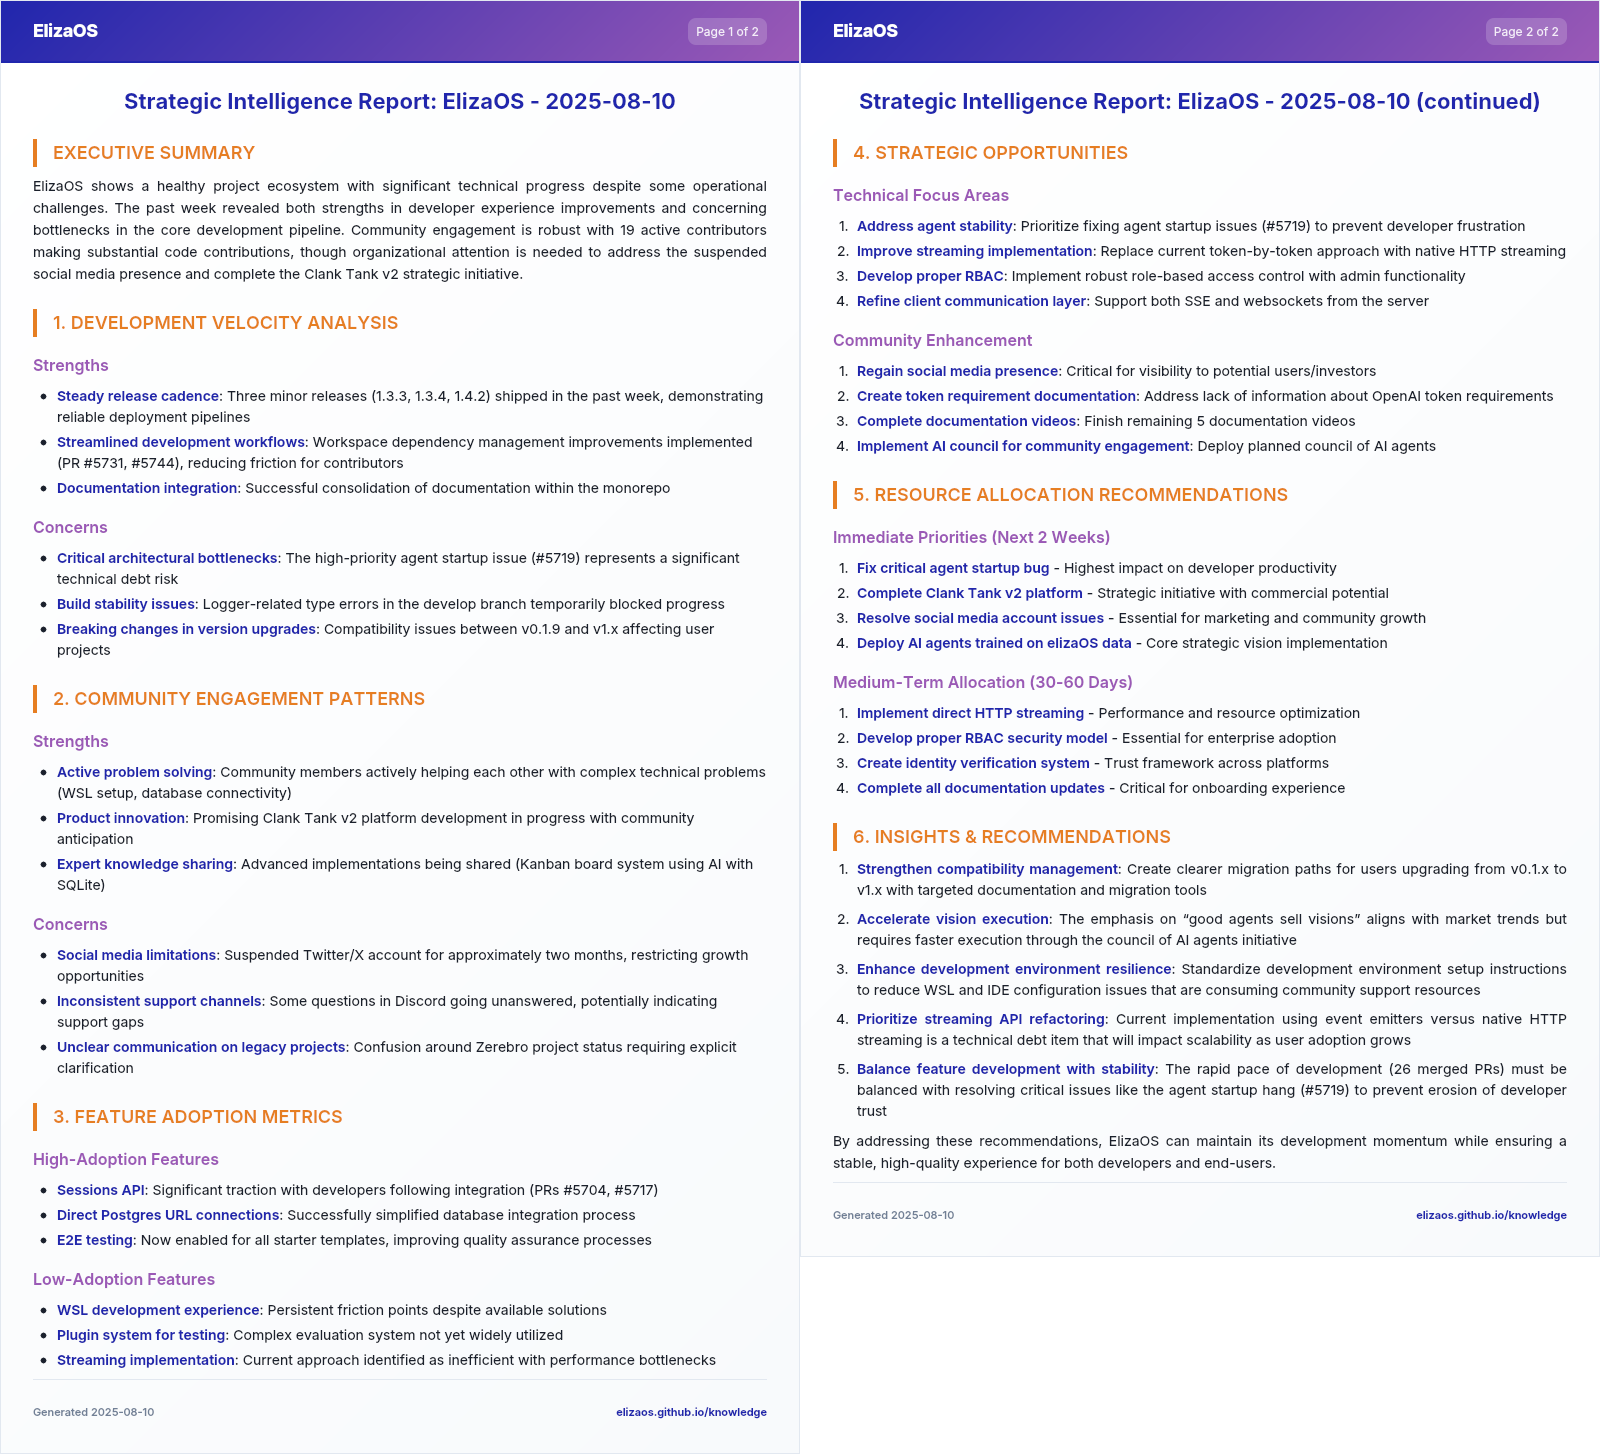 ElizaOS
Page 1 of 2
Strategic Intelligence Report: ElizaOS - 2025-08-10
EXECUTIVE SUMMARY
ElizaOS shows a healthy project ecosystem with significant technical progress despite some operational
challenges. The past week revealed both strengths in developer experience improvements and concerning
bottlenecks in the core development pipeline. Community engagement is robust with 19 active contributors
making substantial code contributions, though organizational attention is needed to address the suspended
social media presence and complete the Clank Tank v2 strategic initiative.
1. DEVELOPMENT VELOCITY ANALYSIS
Strengths
• Steady release cadence: Three minor releases (1.3.3, 1.3.4, 1.4.2) shipped in the past week, demonstrating
reliable deployment pipelines
• Streamlined development workflows: Workspace dependency management improvements implemented
(PR #5731, #5744), reducing friction for contributors
• Documentation integration: Successful consolidation of documentation within the monorepo
Concerns
• Critical architectural bottlenecks: The high-priority agent startup issue (#5719) represents a significant
technical debt risk
• Build stability issues: Logger-related type errors in the develop branch temporarily blocked progress
• Breaking changes in version upgrades: Compatibility issues between v0.1.9 and v1.x affecting user
projects
2. COMMUNITY ENGAGEMENT PATTERNS
Strengths
• Active problem solving: Community members actively helping each other with complex technical problems
(WSL setup, database connectivity)
• Product innovation: Promising Clank Tank v2 platform development in progress with community
anticipation
• Expert knowledge sharing: Advanced implementations being shared (Kanban board system using AI with
SQLite)
Concerns
• Social media limitations: Suspended Twitter/X account for approximately two months, restricting growth
opportunities
• Inconsistent support channels: Some questions in Discord going unanswered, potentially indicating
support gaps
• Unclear communication on legacy projects: Confusion around Zerebro project status requiring explicit
clarification
3. FEATURE ADOPTION METRICS
High-Adoption Features
• Sessions API: Significant traction with developers following integration (PRs #5704, #5717)
• Direct Postgres URL connections: Successfully simplified database integration process
• E2E testing: Now enabled for all starter templates, improving quality assurance processes
Low-Adoption Features
• WSL development experience: Persistent friction points despite available solutions
• Plugin system for testing: Complex evaluation system not yet widely utilized
• Streaming implementation: Current approach identified as inefficient with performance bottlenecks
Generated 2025-08-10
elizaos.github.io/knowledge
ElizaOS
Page 2 of 2
Strategic Intelligence Report: ElizaOS - 2025-08-10 (continued)
4. STRATEGIC OPPORTUNITIES
Technical Focus Areas
1. Address agent stability: Prioritize fixing agent startup issues (#5719) to prevent developer frustration
2. Improve streaming implementation: Replace current token-by-token approach with native HTTP streaming
3. Develop proper RBAC: Implement robust role-based access control with admin functionality
4. Refine client communication layer: Support both SSE and websockets from the server
Community Enhancement
1. Regain social media presence: Critical for visibility to potential users/investors
2. Create token requirement documentation: Address lack of information about OpenAI token requirements
3. Complete documentation videos: Finish remaining 5 documentation videos
4. Implement AI council for community engagement: Deploy planned council of AI agents
5. RESOURCE ALLOCATION RECOMMENDATIONS
Immediate Priorities (Next 2 Weeks)
1. Fix critical agent startup bug - Highest impact on developer productivity
2. Complete Clank Tank v2 platform - Strategic initiative with commercial potential
3. Resolve social media account issues - Essential for marketing and community growth
4. Deploy AI agents trained on elizaOS data - Core strategic vision implementation
Medium-Term Allocation (30-60 Days)
1. Implement direct HTTP streaming - Performance and resource optimization
2. Develop proper RBAC security model - Essential for enterprise adoption
3. Create identity verification system - Trust framework across platforms
4. Complete all documentation updates - Critical for onboarding experience
6. INSIGHTS & RECOMMENDATIONS
1. Strengthen compatibility management: Create clearer migration paths for users upgrading from v0.1.x to
v1.x with targeted documentation and migration tools
2. Accelerate vision execution: The emphasis on “good agents sell visions” aligns with market trends but
requires faster execution through the council of AI agents initiative
3. Enhance development environment resilience: Standardize development environment setup instructions
to reduce WSL and IDE configuration issues that are consuming community support resources
4. Prioritize streaming API refactoring: Current implementation using event emitters versus native HTTP
streaming is a technical debt item that will impact scalability as user adoption grows
5. Balance feature development with stability: The rapid pace of development (26 merged PRs) must be
balanced with resolving critical issues like the agent startup hang (#5719) to prevent erosion of developer
trust
By addressing these recommendations, ElizaOS can maintain its development momentum while ensuring a
stable, high-quality experience for both developers and end-users.
Generated 2025-08-10
elizaos.github.io/knowledge